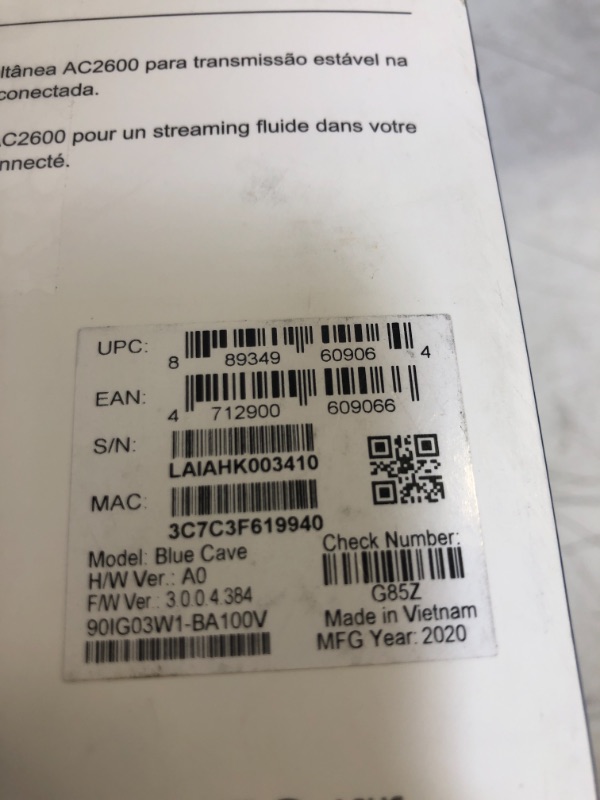 ltânea AC2600 para transmissão estável na
conectada.
AC2600 pour un streaming fluide dans votre
nnecté.
UPC: 8 89349 60906 4
EAN: 4 712900 609066
S/N:
LAIAHK003410
MAC:
3C7C3F619940
Model: Blue Cave
H/W Ver.: A0
F/W Ver.: 3.0.0.4.384
90IG03W1-BA100V
Check Number:
G85Z
Made in Vietnam
MFG Year: 2020